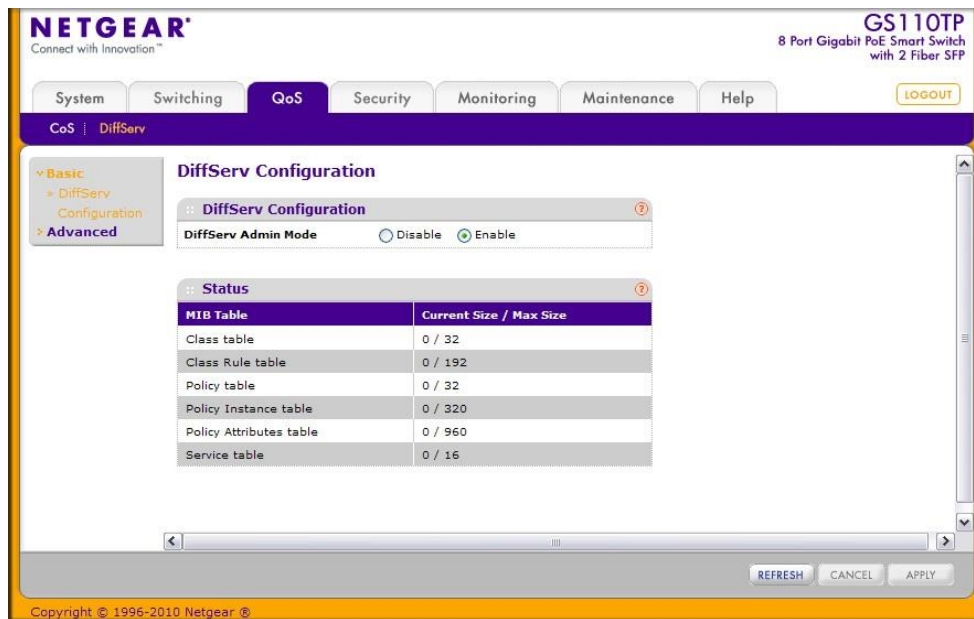 NETGEAR®
Connect with Innovation™
GS110TP
8 Port Gigabit PoE Smart Switch
with 2 Fiber SFP
System Switching QoS Security Monitoring Maintenance Help LOGOUT
CoS | DiffServ
Basic
» DiffServ
Configuration
Advanced
DiffServ Configuration
DiffServ Configuration ?
DiffServ Admin Mode Disable Enable
Status ?
MIB Table Current Size / Max Size
Class table 0 / 32
Class Rule table 0 / 192
Policy table 0 / 32
Policy Instance table 0 / 320
Policy Attributes table 0 / 960
Service table 0 / 16
REFRESH CANCEL APPLY
Copyright © 1996-2010 Netgear ®